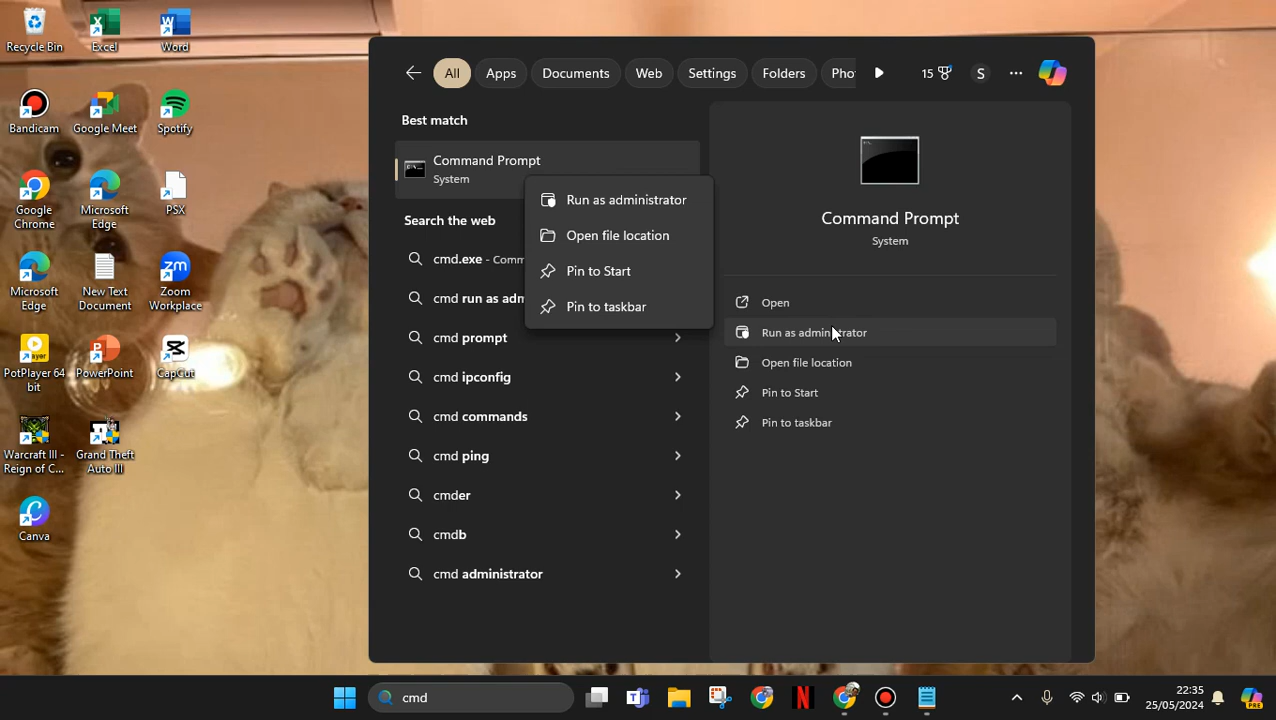 Recycle Bin
Excel
Word
Bandicam
Google Meet
Spotify
Google
Chrome
Microsoft
Edge
PSX
Microsoft
Edge
New Text
Document
Zoom
Workplace
PotPlayer 64
bit
PowerPoint
CapCut
Warcraft III -
Reign of C...
Grand Theft
Auto III
Canva
All
Apps
Documents
Web
Settings
Folders
Pho
15
S
Best match
Command Prompt
System
Search the web
cmd.exe - Comm
cmd run as adm
cmd prompt
cmd ipconfig
cmd commands
cmd ping
cmder
cmdb
cmd administrator
Run as administrator
Open file location
Pin to Start
Pin to taskbar
Command Prompt
System
Open
Run as administrator
Open file location
Pin to Start
Pin to taskbar
cmd
22:35
25/05/2024
PRE